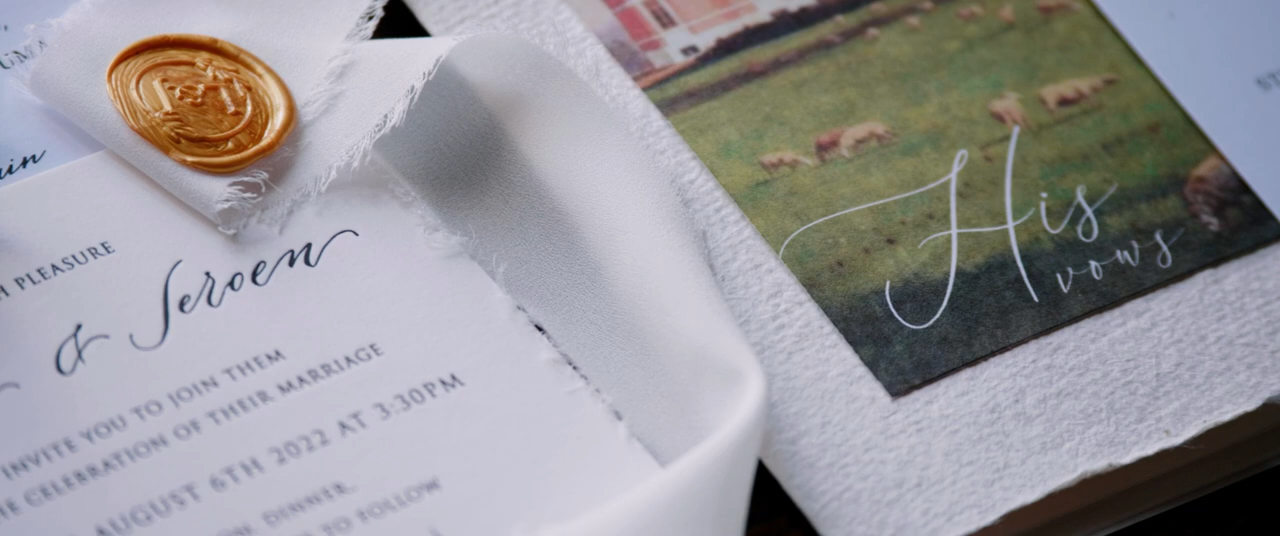 PLEASURE
& Jeroen
INVITE YOU TO JOIN THEM
CELEBRATION OF THEIR MARRIAGE
AUGUST 6TH 2022 AT 3:30PM
DINNER,
TO FOLLOW
His
vows